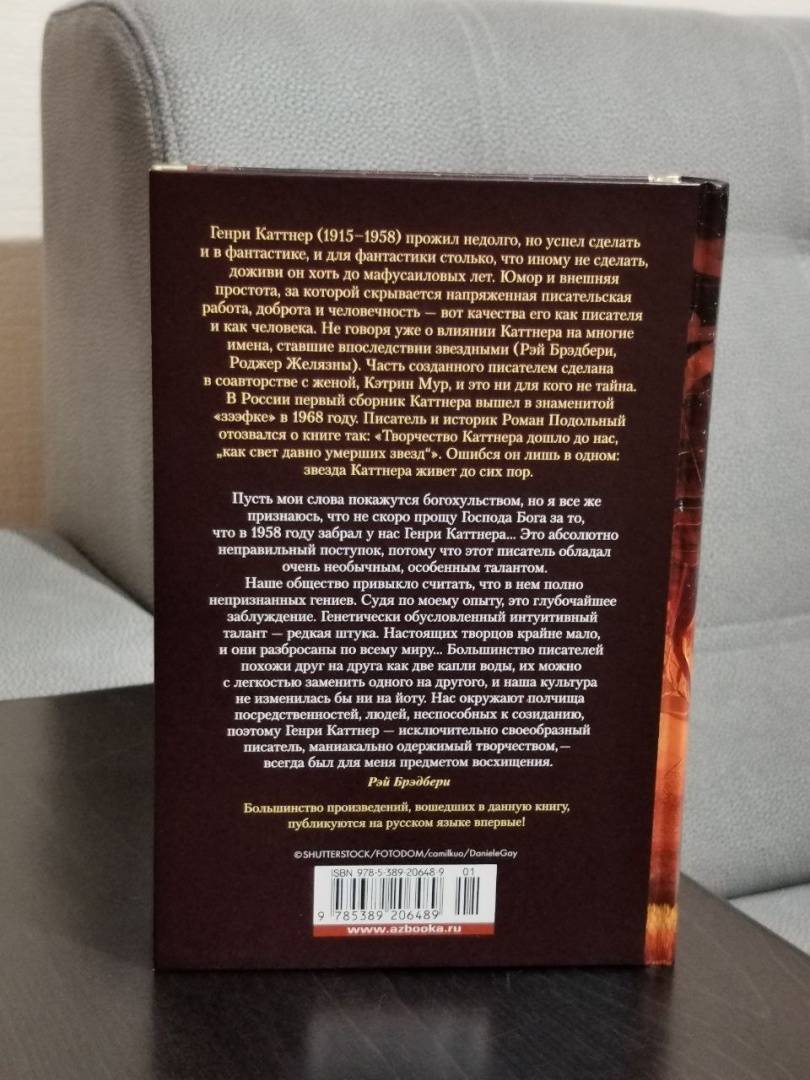 Генри Каттнер (1915–1958) прожил недолго, но успел сделать
и в фантастике, и для фантастики столько, что иному не сделать,
доживи он хоть до мафусаиловых лет. Юмор и внешняя
простота, за которой скрывается напряженная писательская
работа, доброта и человечность — вот качества его как писателя
и как человека. Не говоря уже о влиянии Каттнера на многие
имена, ставшие впоследствии звездными (Рэй Брэдбери,
Роджер Желязны). Часть созданного писателем сделана
в соавторстве с женой, Кэтрин Мур, и это ни для кого не тайна.
В России первый сборник Каттнера вышел в знаменитой
«зээфке» в 1968 году. Писатель и историк Роман Подольный
отозвался о книге так: «Творчество Каттнера дошло до нас,
„как свет давно умерших звезд“». Ошибся он лишь в одном:
звезда Каттнера живет до сих пор.
Пусть мои слова покажутся богохульством, но я все же
признаюсь, что не скоро прощу Господа Бога за то,
что в 1958 году забрал у нас Генри Каттнера... Это абсолютно
неправильный поступок, потому что этот писатель обладал
очень необычным, особенным талантом.
Наше общество привыкло считать, что в нем полно
непризнанных гениев. Судя по моему опыту, это глубочайшее
заблуждение. Генетически обусловленный интуитивный
талант — редкая штука. Настоящих творцов крайне мало,
и они разбросаны по всему миру... Большинство писателей
похожи друг на друга как две капли воды, их можно
с легкостью заменить одного на другого, и наша культура
не изменилась бы ни на йоту. Нас окружают полчища
посредственностей, людей, неспособных к созиданию,
поэтому Генри Каттнер — исключительно своеобразный
писатель, маниакально одержимый творчеством, —
всегда был для меня предметом восхищения.
Рэй Брэдбери
Большинство произведений, вошедших в данную книгу,
публикуются на русском языке впервые!
©SHUTTERSTOCK/FOTODOM/camilkuo/DanieleGay
ISBN 978-5-389-20648-9 01
9 785389 206489
www.azbooka.ru